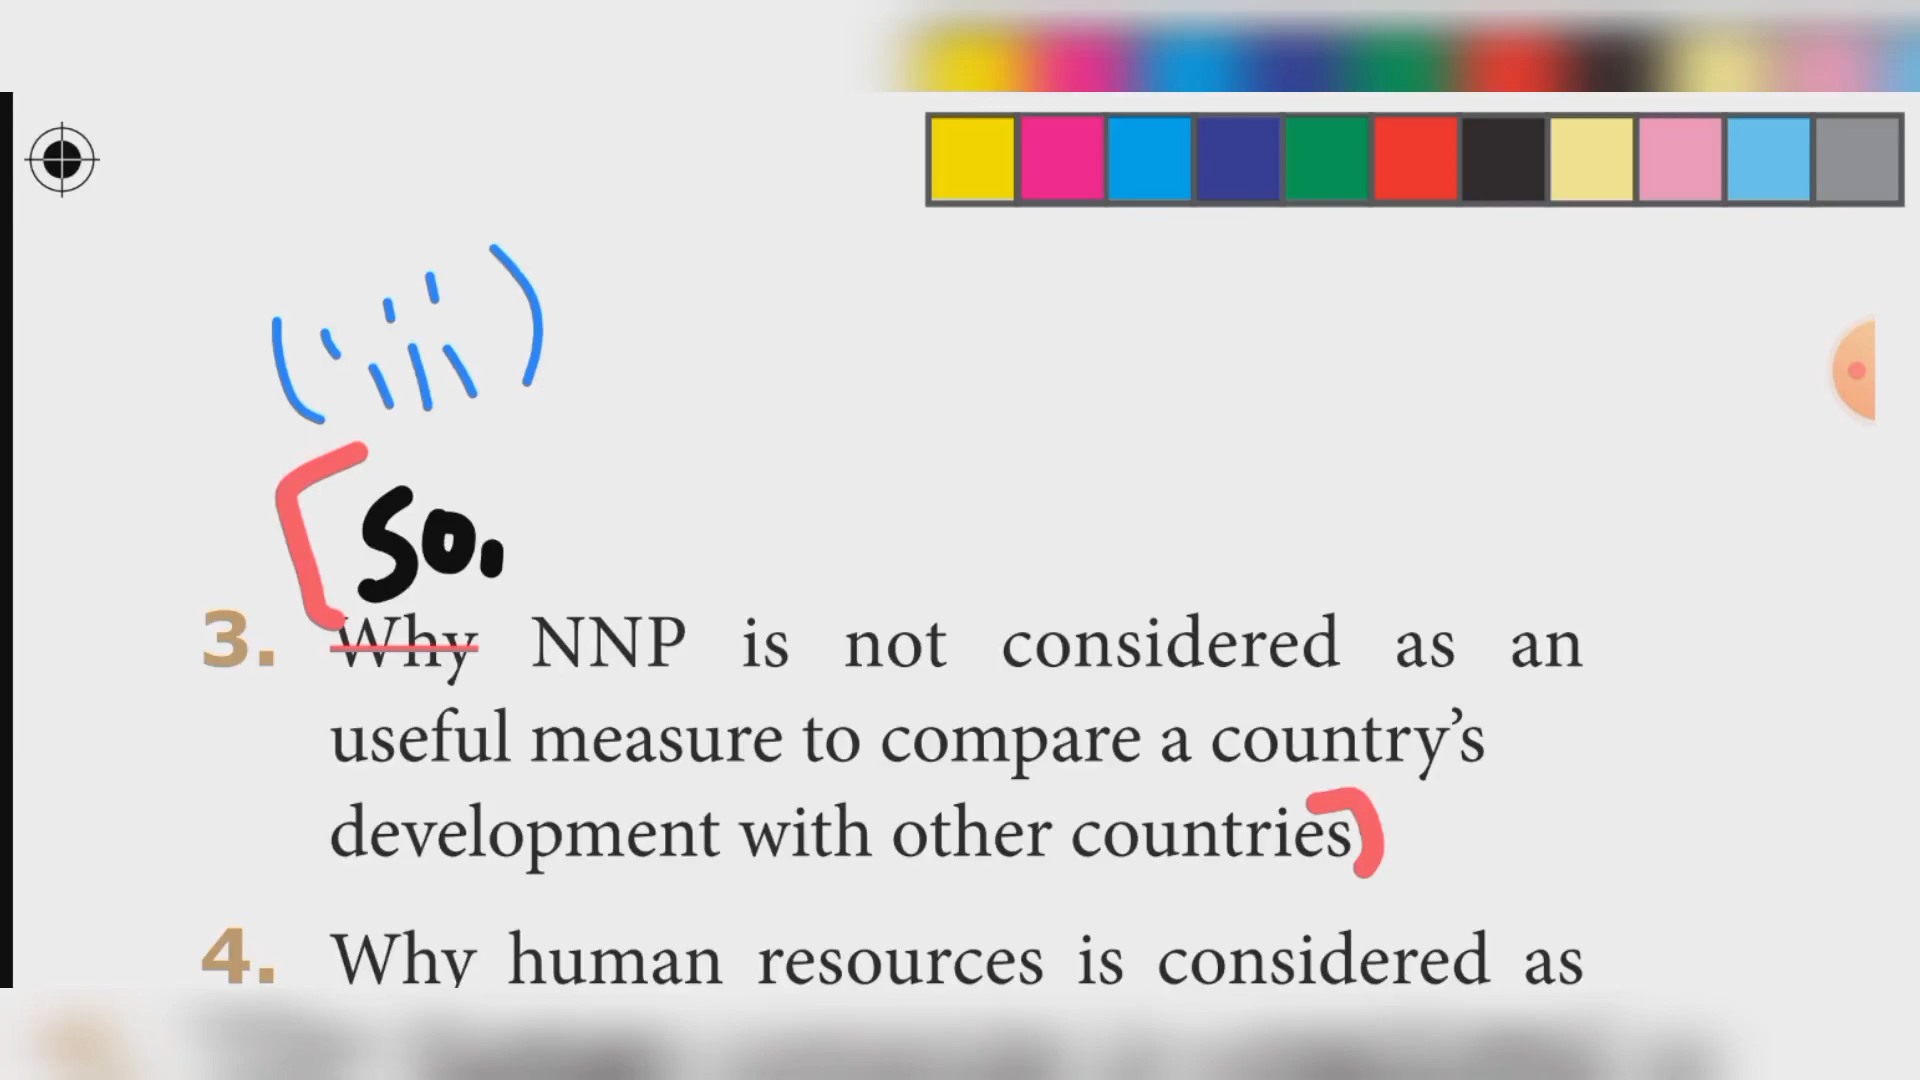 (iii)
So,
3. Why NNP is not considered as an
useful measure to compare a country’s
development with other countries
4. Why human resources is considered as